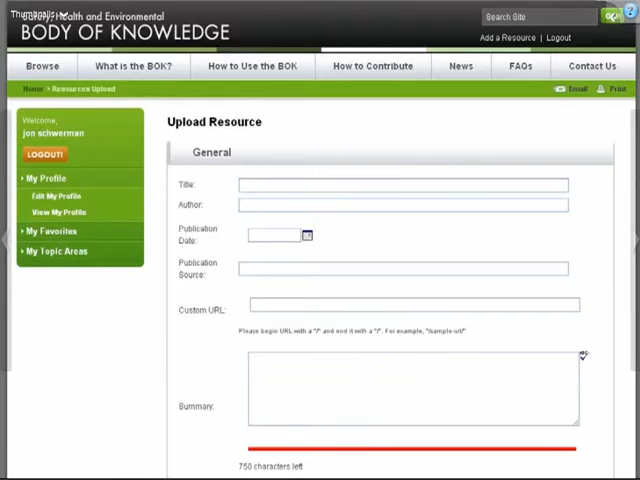 Thumbnails
Safety, Health and Environmental
BODY OF KNOWLEDGE
Search Site
GO
?
Add a Resource | Logout
Browse
What is the BOK?
How to Use the BOK
How to Contribute
News
FAQs
Contact Us
Home > Resources Upload
Email
Print
Welcome,
jon schwerman
LOGOUT!
My Profile
Edit My Profile
View My Profile
My Favorites
My Topic Areas
Upload Resource
General
Title:
Author:
Publication
Date:
Publication
Source:
Custom URL:
Please begin URL with a "/" and end it with a "/". For example, "/sample-url/"
Summary:
750 characters left